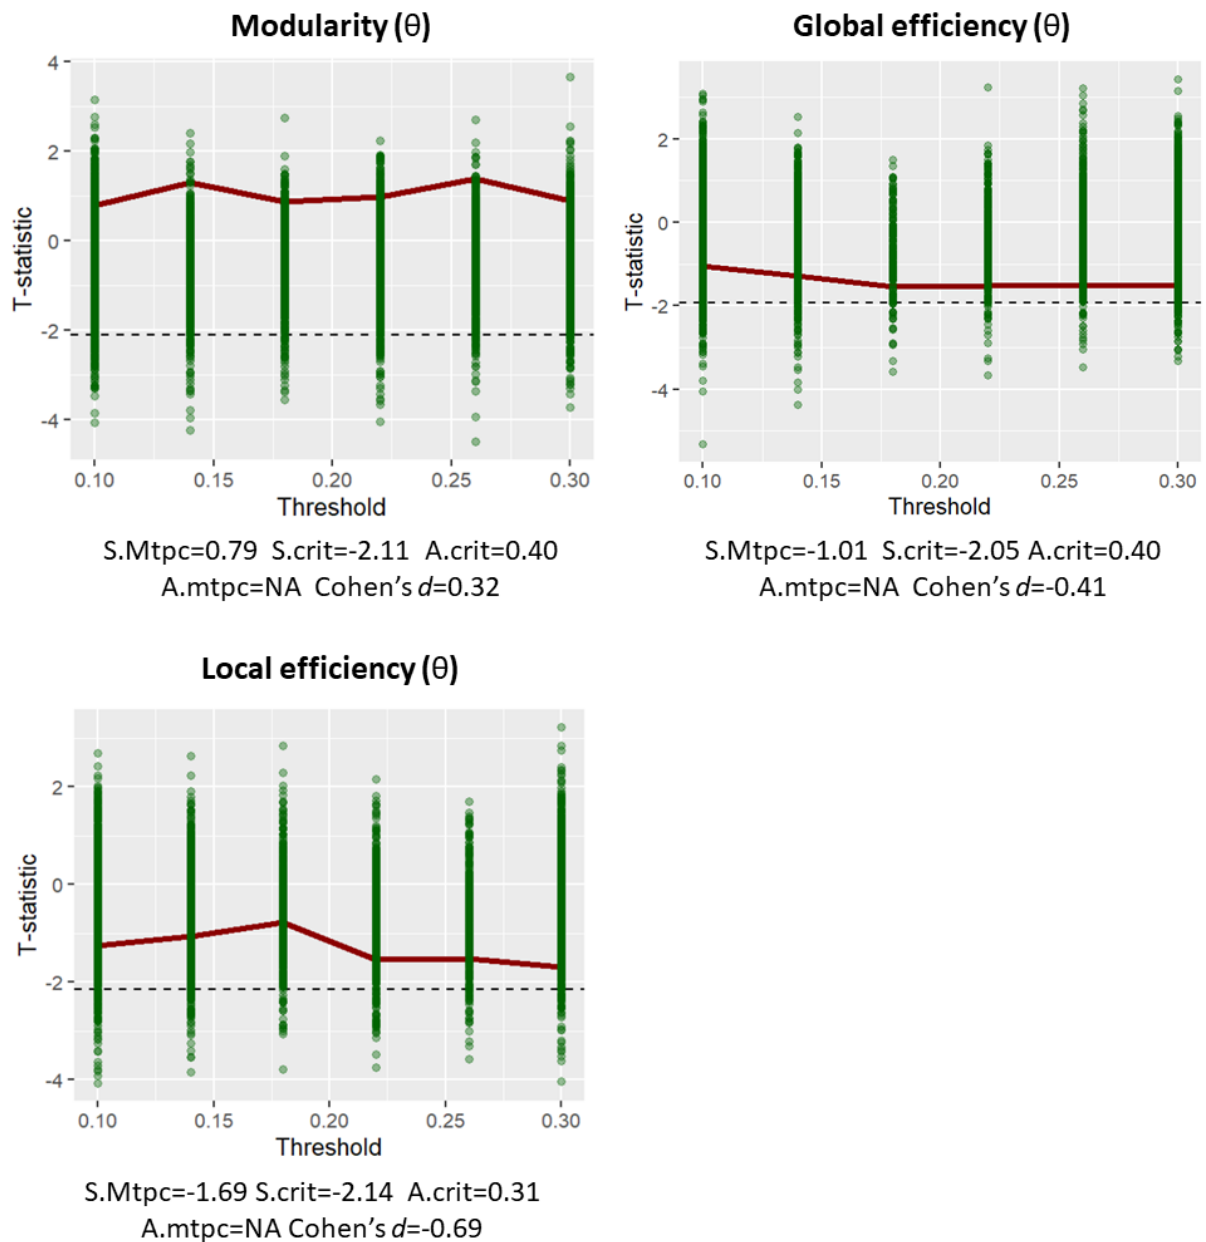 Modularity (θ)
4
2
0
-2
-4
T-statistic
0.10 0.15 0.20 0.25 0.30
Threshold
S.Mtpc=0.79 S.crit=-2.11 A.crit=0.40
A.mtpc=NA Cohen's d=0.32
Global efficiency (θ)
2
0
-2
-4
T-statistic
0.10 0.15 0.20 0.25 0.30
Threshold
S.Mtpc=-1.01 S.crit=-2.05 A.crit=0.40
A.mtpc=NA Cohen's d=-0.41
Local efficiency (θ)
2
0
-2
-4
T-statistic
0.10 0.15 0.20 0.25 0.30
Threshold
S.Mtpc=-1.69 S.crit=-2.14 A.crit=0.31
A.mtpc=NA Cohen's d=-0.69